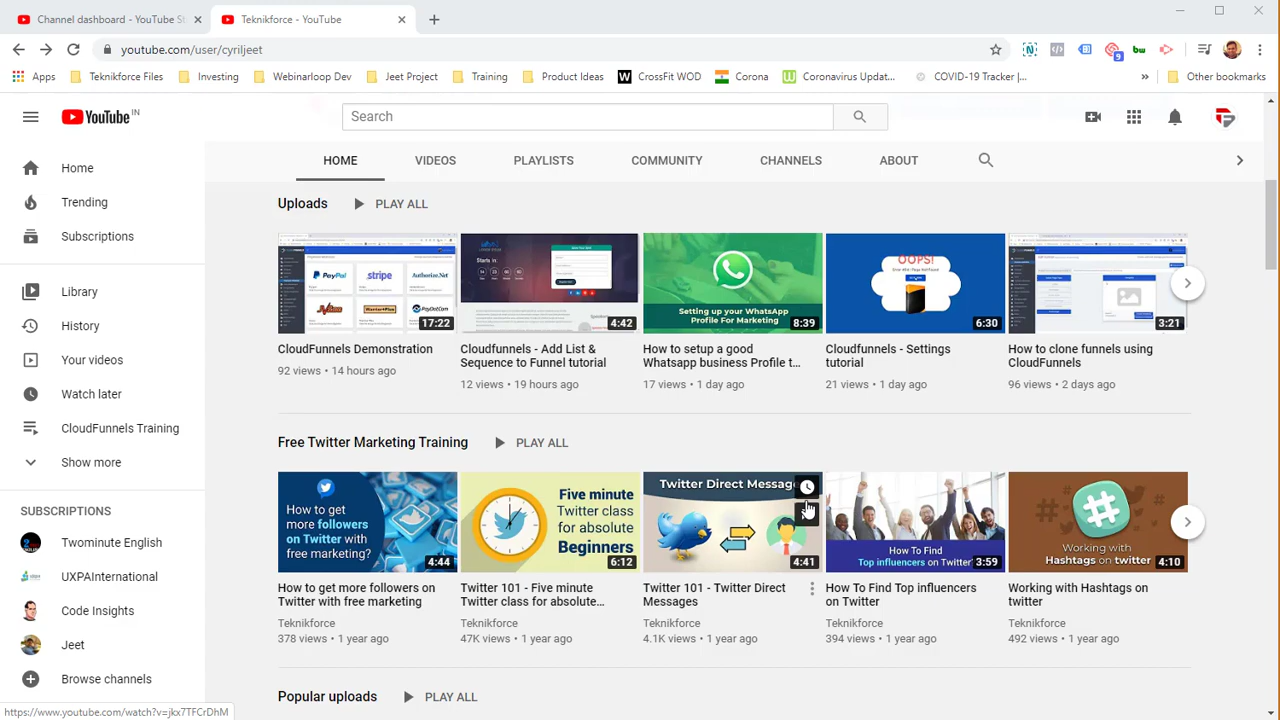 Channel dashboard - YouTube St
Teknikforce - YouTube
youtube.com/user/cyriljeet
9
Apps
Teknikforce Files
Investing
Webinarloop Dev
Jeet Project
Training
Product Ideas
CrossFit WOD
Corona
Coronavirus Updat...
COVID-19 Tracker |...
Other bookmarks
YouTube IN
Search
HOME
VIDEOS
PLAYLISTS
COMMUNITY
CHANNELS
ABOUT
Home
Trending
Subscriptions
Library
History
Your videos
Watch later
CloudFunnels Training
Show more
SUBSCRIPTIONS
Twominute English
UXPAInternational
Code Insights
Jeet
Browse channels
Uploads
PLAY ALL
PayPal
stripe
Authorize.Net
17:22
Starts in:
4:42
Setting up your WhatsApp
Profile For Marketing
8:39
OOPS!
6:30
3:21
CloudFunnels Demonstration
92 views • 14 hours ago
Cloudfunnels - Add List &
Sequence to Funnel tutorial
12 views • 19 hours ago
How to setup a good
Whatsapp business Profile t...
17 views • 1 day ago
Cloudfunnels - Settings
tutorial
21 views • 1 day ago
How to clone funnels using
CloudFunnels
96 views • 2 days ago
Free Twitter Marketing Training
PLAY ALL
How to get
more followers
on Twitter with
free marketing?
4:44
Five minute
Twitter class
for absolute
Beginners
6:12
Twitter Direct Messag
4:41
How To Find
Top influencers on Twitter
3:59
Working with
Hashtags on twitter
4:10
How to get more followers on
Twitter with free marketing
Teknikforce
378 views • 1 year ago
Twitter 101 - Five minute
Twitter class for absolute...
Teknikforce
47K views • 1 year ago
Twitter 101 - Twitter Direct
Messages
Teknikforce
4.1K views • 1 year ago
How To Find Top influencers
on Twitter
Teknikforce
394 views • 1 year ago
Working with Hashtags on
twitter
Teknikforce
492 views • 1 year ago
Popular uploads
PLAY ALL
https://www.youtube.com/watch?v=jkx7TFCrDhM